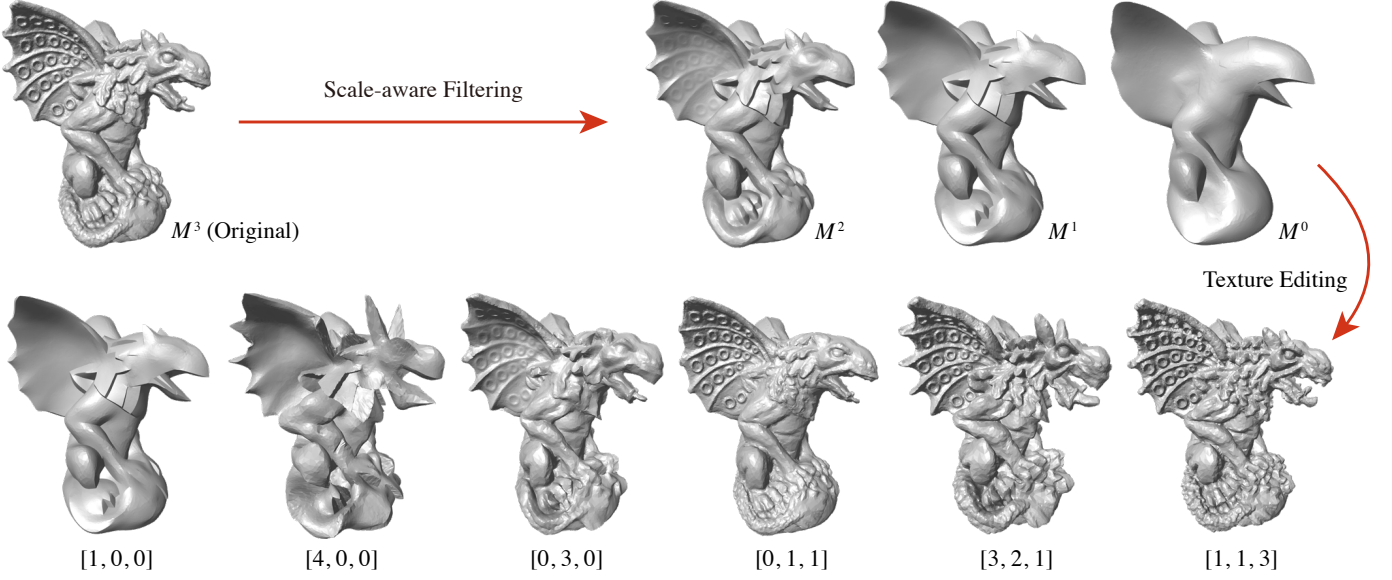 Scale-aware Filtering
M³ (Original)
M²
M¹
M⁰
Texture Editing
[1, 0, 0]
[4, 0, 0]
[0, 3, 0]
[0, 1, 1]
[3, 2, 1]
[1, 1, 3]